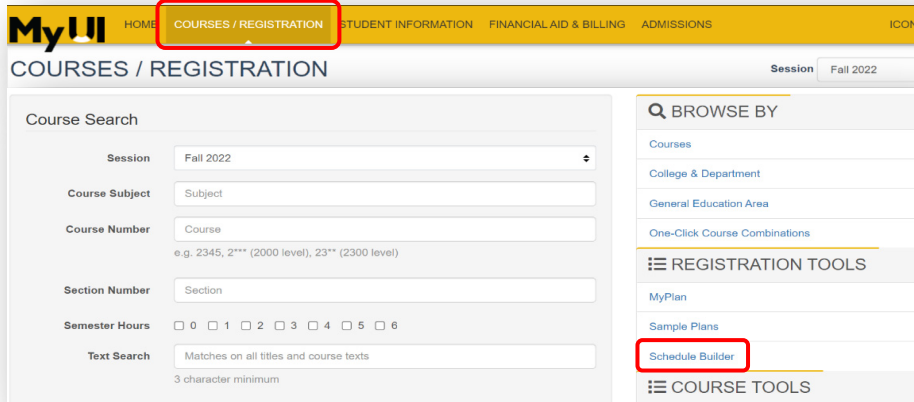 MyUI HOME COURSES / REGISTRATION STUDENT INFORMATION FINANCIAL AID & BILLING ADMISSIONS
COURSES / REGISTRATION
Session Fall 2022
Course Search
Session Fall 2022
Course Subject Subject
Course Number Course
e.g. 2345, 2*** (2000 level), 23** (2300 level)
Section Number Section
Semester Hours 0 1 2 3 4 5 6
Text Search Matches on all titles and course texts
3 character minimum
BROWSE BY
Courses
College & Department
General Education Area
One-Click Course Combinations
REGISTRATION TOOLS
MyPlan
Sample Plans
Schedule Builder
COURSE TOOLS